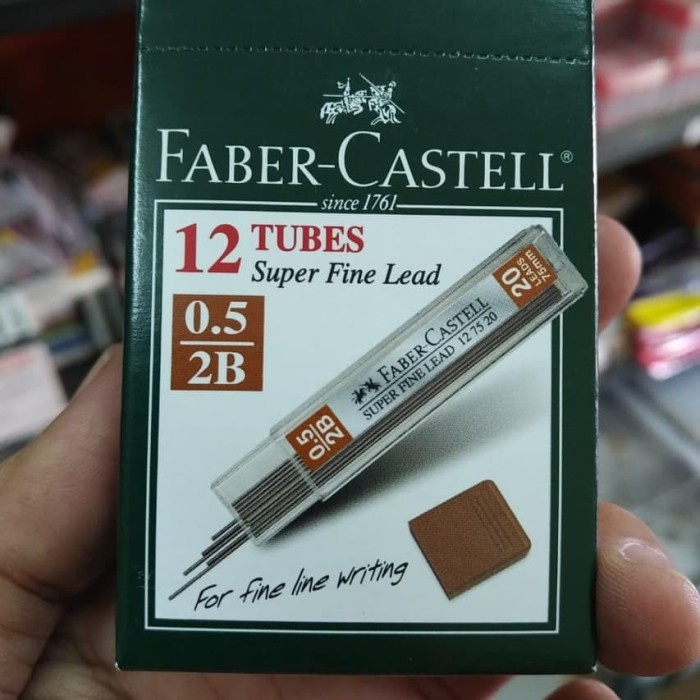 FABER-CASTELL®
since 1761
12 TUBES
Super Fine Lead
0.5
2B
20
LEADS
75mm
FABER-CASTELL
SUPER FINE LEAD 12 75 20
0.5
2B
For fine line writing